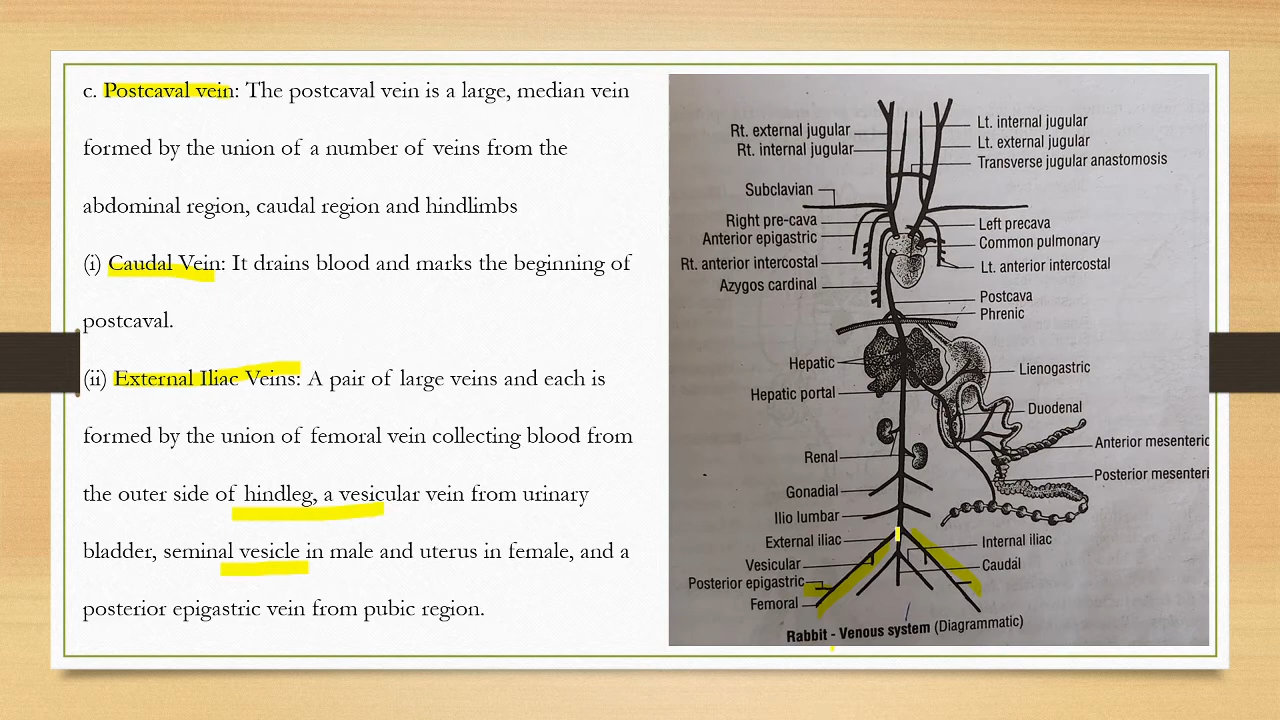 c. Postcaval vein: The postcaval vein is a large, median vein
formed by the union of a number of veins from the
abdominal region, caudal region and hindlimbs
(i) Caudal Vein: It drains blood and marks the beginning of
postcaval.
(ii) External Iliac Veins: A pair of large veins and each is
formed by the union of femoral vein collecting blood from
the outer side of hindleg, a vesicular vein from urinary
bladder, seminal vesicle in male and uterus in female, and a
posterior epigastric vein from pubic region.
Rt. external jugular
Rt. internal jugular
Subclavian
Right pre-cava
Anterior epigastric
Rt. anterior intercostal
Azygos cardinal
Hepatic
Hepatic portal
Renal
Gonadial
Ilio lumbar
External iliac
Vesicular
Posterior epigastric
Femoral
Lt. internal jugular
Lt. external jugular
Transverse jugular anastomosis
Left precava
Common pulmonary
Lt. anterior intercostal
Postcava
Phrenic
Lienogastric
Duodenal
Anterior mesenteric
Posterior mesenteri
Internal iliac
Caudal
Rabbit - Venous system (Diagrammatic)